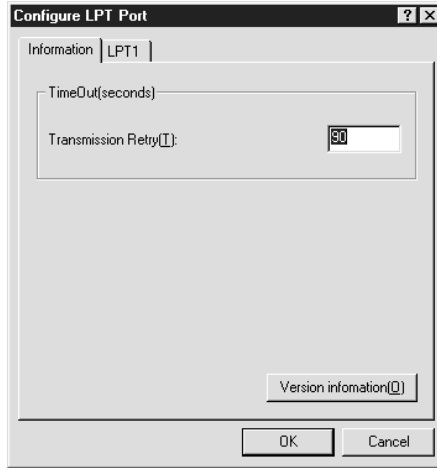 Configure LPT Port
Information LPT1
TimeOut(seconds)
Transmission Retry(T): 90
Version infomation(O)
OK Cancel